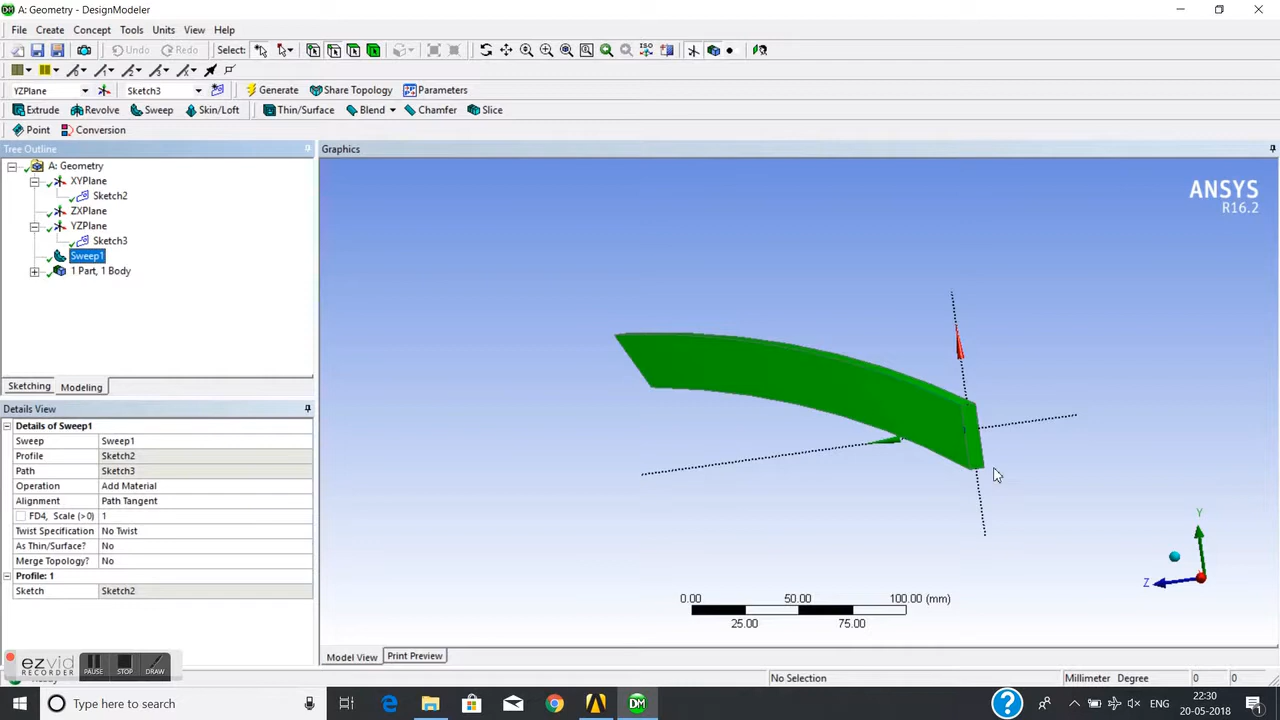 A: Geometry - DesignModeler
File Create Concept Tools Units View Help
Undo Redo Select:
YZPlane Sketch3 Generate Share Topology Parameters
Extrude Revolve Sweep Skin/Loft Thin/Surface Blend Chamfer Slice
Point Conversion
Tree Outline
Graphics
A: Geometry
XYPlane
Sketch2
ZXPlane
YZPlane
Sketch3
Sweep1
1 Part, 1 Body
ANSYS
R16.2
Sketching Modeling
Details View
Details of Sweep1
Sweep Sweep1
Profile Sketch2
Path Sketch3
Operation Add Material
Alignment Path Tangent
FD4, Scale (>0) 1
Twist Specification No Twist
As Thin/Surface? No
Merge Topology? No
Profile: 1
Sketch Sketch2
Y
Z
0.00 50.00 100.00 (mm)
25.00 75.00
Model View Print Preview
ezvid
RECORDER
PAUSE STOP DRAW
No Selection Millimeter Degree 0 0
Type here to search
DM
ENG
22:30
20-05-2018